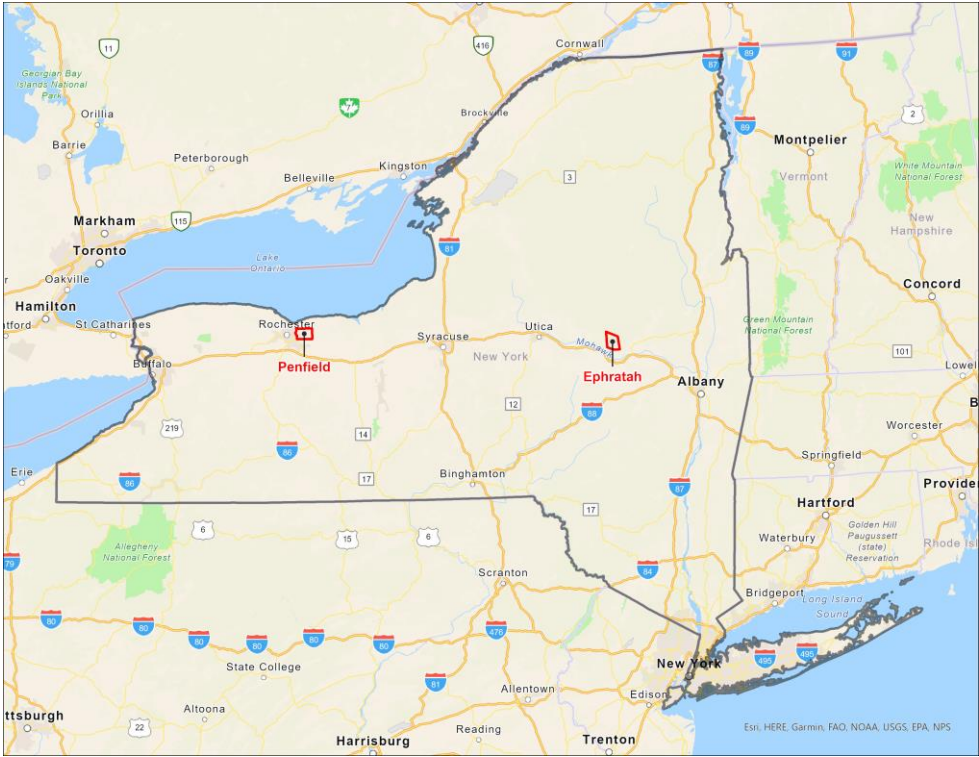 11
416
Cornwall
87
89
91
Georgian Bay
Islands National
Park
Orillia
7
Brockville
2
Barrie
89
Montpelier
Peterborough
Kingston
White Mountain
National Forest
Belleville
3
Vermont
Markham
115
New
Hampshire
Toronto
81
Lake
Ontario
Oakville
Concord
Hamilton
tford
St Catharines
Rochester
Syracuse
Utica
Green Mountain
National Forest
Mohawk
New York
101
Buffalo
Penfield
Ephratah
Albany
Lowel
12
88
B
219
14
Worcester
86
Springfield
Erie
86
17
Binghamton
87
Provider
17
Hartford
6
15
6
Waterbury
Golden Hill
Paugussett
(state)
Reservation
Rhode Isl
Allegheny
National Forest
79
84
Scranton
Bridgeport
Long Island
Sound
80
80
80
80
80
80
476
495
495
State College
New York
81
Allentown
Edison
Altoona
ttsburgh
22
Reading
Harrisburg
Trenton
Esri, HERE, Garmin, FAO, NOAA, USGS, EPA, NPS